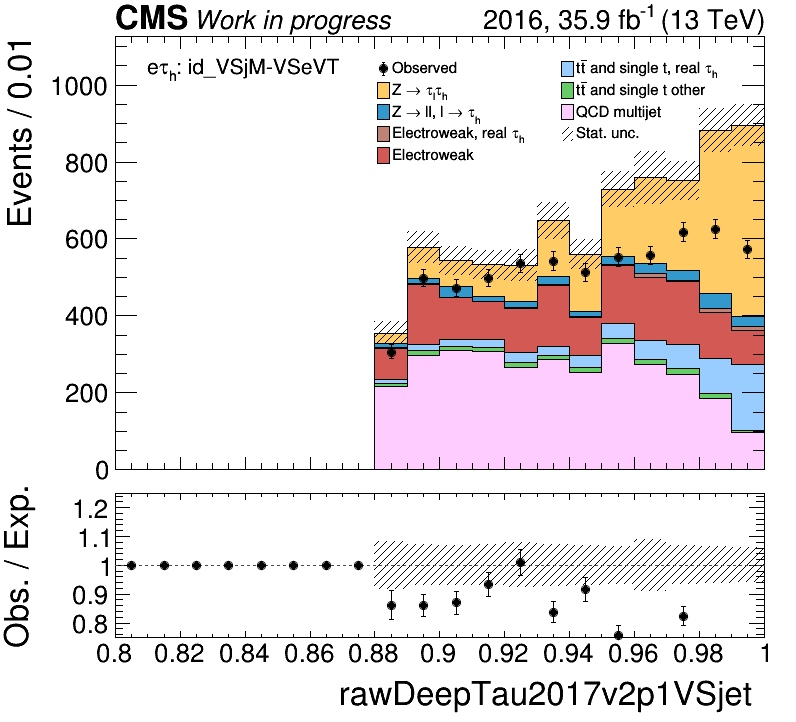 CMS Work in progress 2016, 35.9 fb⁻¹ (13 TeV)
Events / 0.01
eτₕ: id_VSjM-VSeVT
Observed
Z → τₗτₕ
Z → ll, l → τₕ
Electroweak, real τₕ
Electroweak
tt̄ and single t, real τₕ
tt̄ and single t other
QCD multijet
Stat. unc.
1000
800
600
400
200
0
Obs. / Exp.
1.2
1.1
1
0.9
0.8
0.8 0.82 0.84 0.86 0.88 0.9 0.92 0.94 0.96 0.98 1
rawDeepTau2017v2p1VSjet